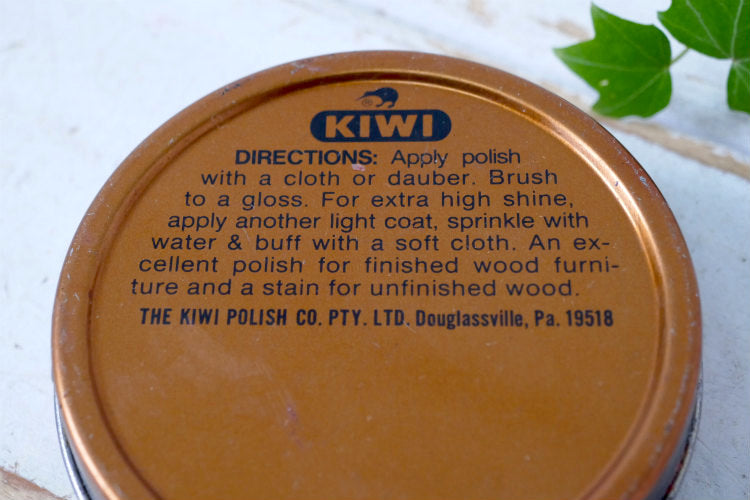 KIWI
DIRECTIONS: Apply polish
with a cloth or dauber. Brush
to a gloss. For extra high shine,
apply another light coat, sprinkle with
water & buff with a soft cloth. An ex-
cellent polish for finished wood furni-
ture and a stain for unfinished wood.
THE KIWI POLISH CO. PTY. LTD. Douglassville, Pa. 19518